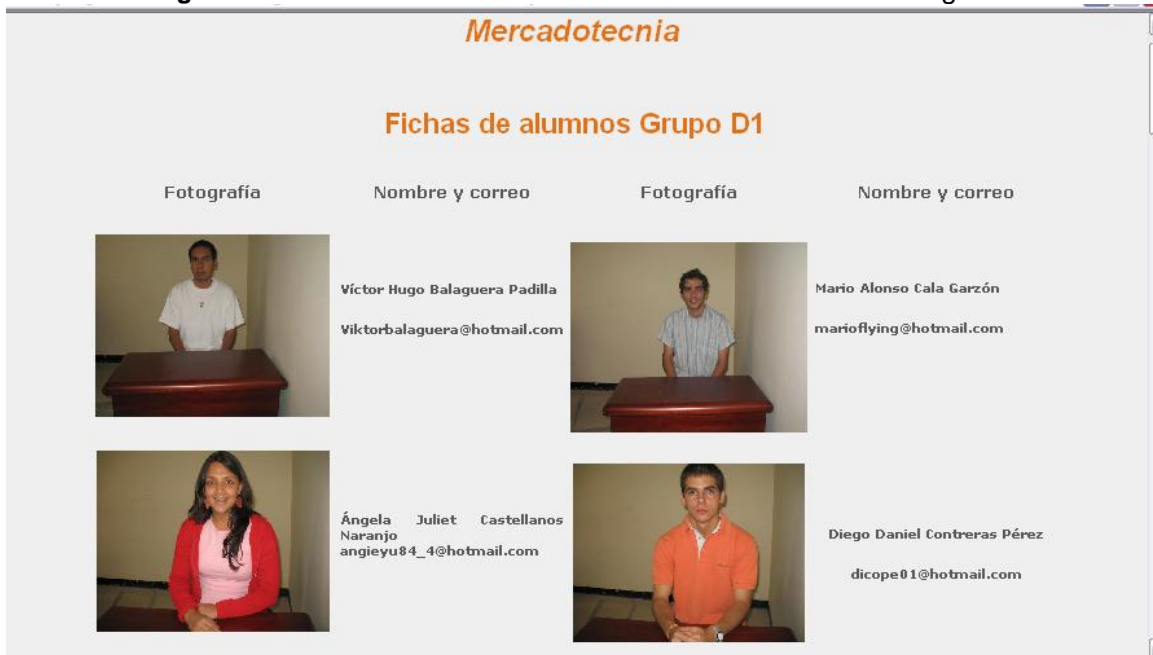 Mercadotecnia
Fichas de alumnos Grupo D1
Fotografía Nombre y correo Fotografía Nombre y correo
Víctor Hugo Balaguera Padilla
Viktorbalaguera@hotmail.com
Mario Alonso Cala Garzón
marioflying@hotmail.com
Ángela Juliet Castellanos
Naranjo
angieyu84_4@hotmail.com
Diego Daniel Contreras Pérez
dicope01@hotmail.com